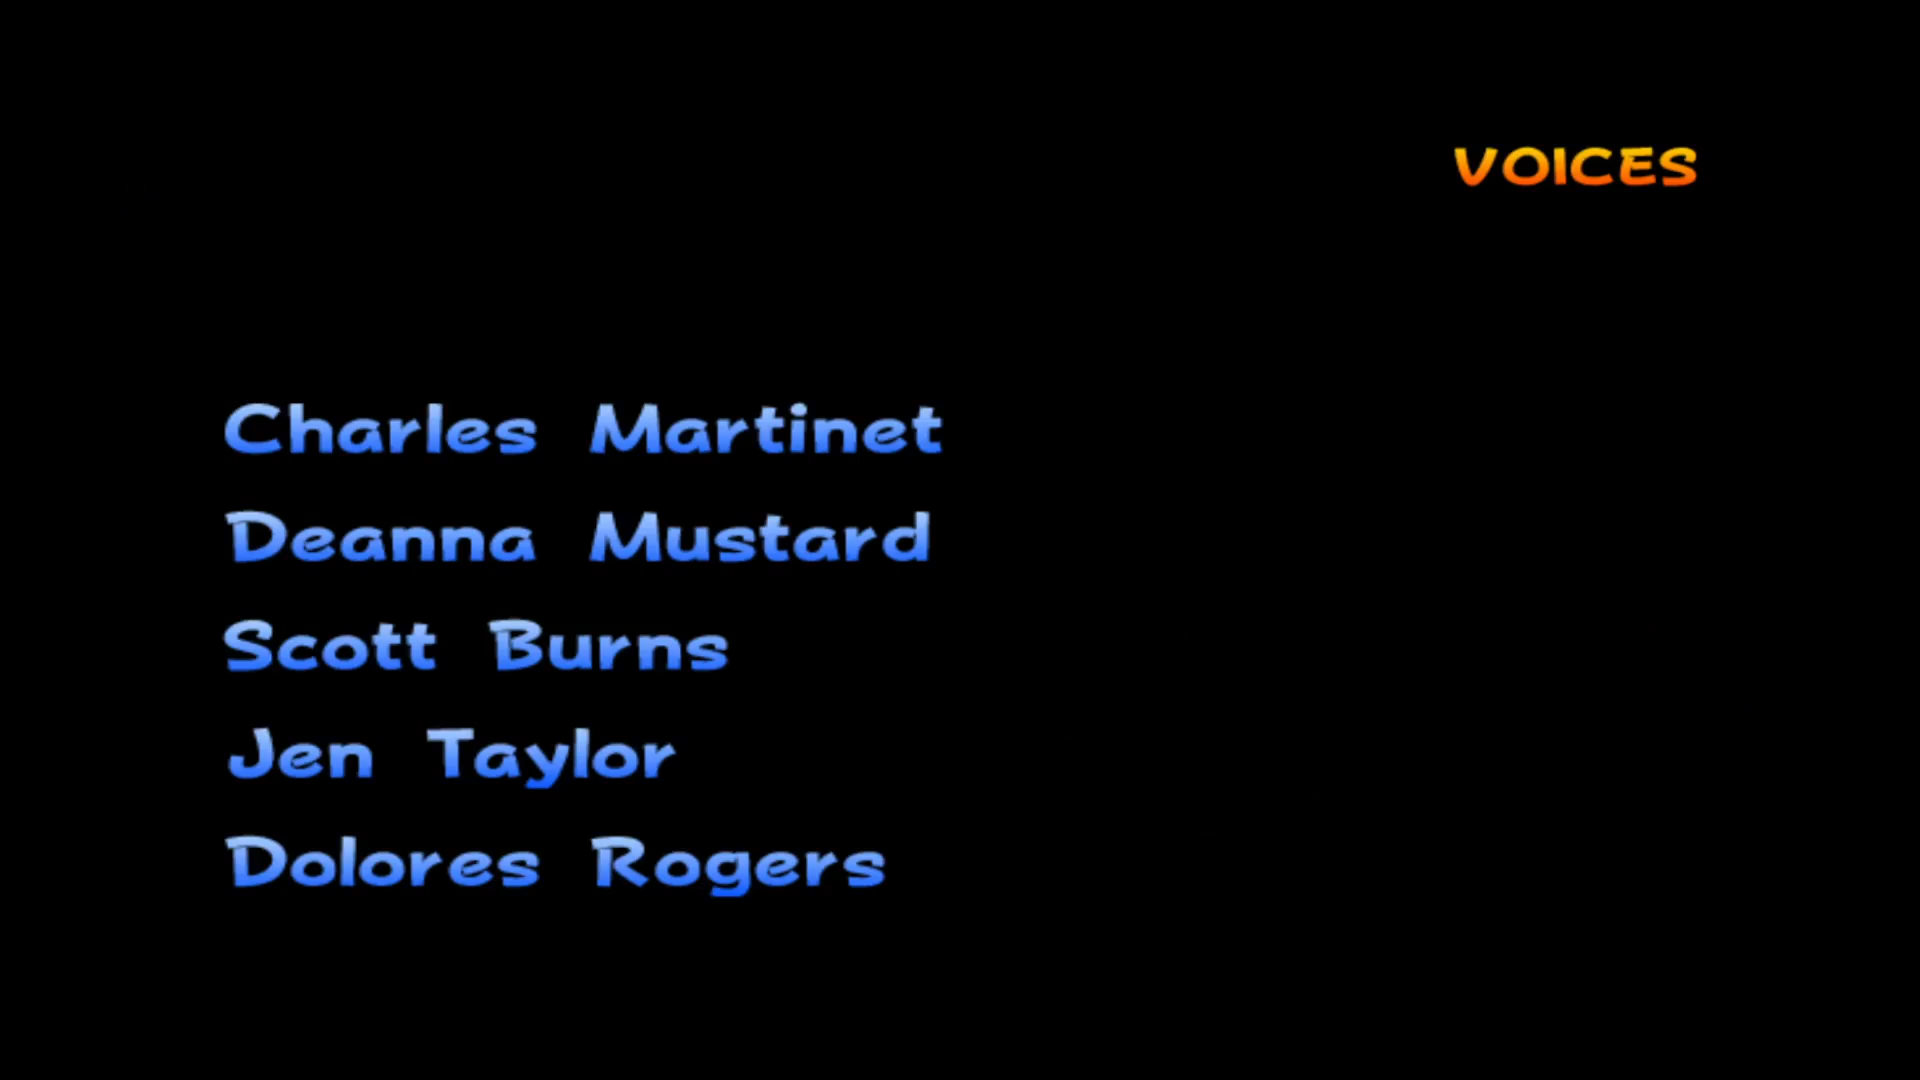 VOICES
Charles Martinet
Deanna Mustard
Scott Burns
Jen Taylor
Dolores Rogers